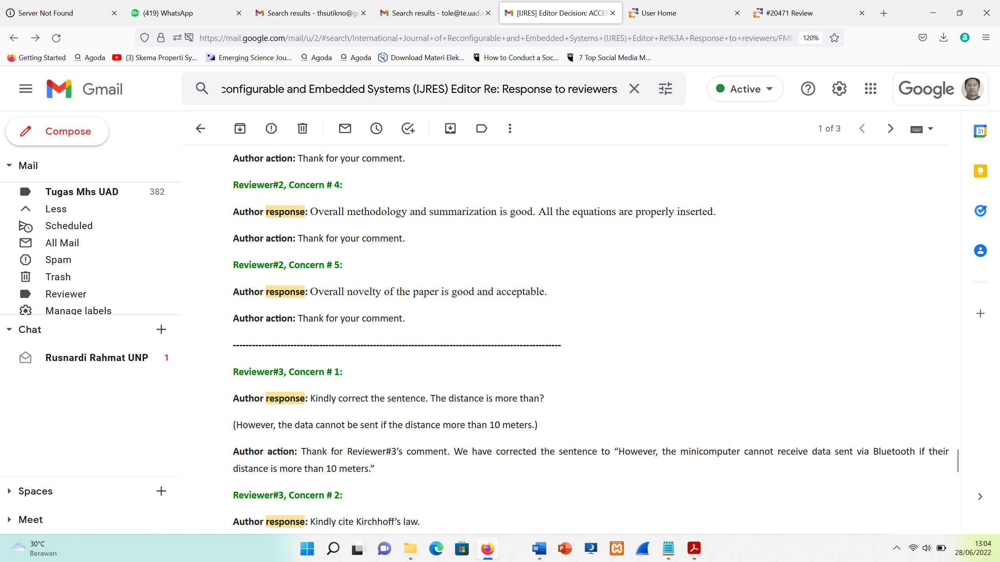 Server Not Found
(419) WhatsApp
Search results - thsutikno@g
Search results - tole@te.uad.a
[IJRES] Editor Decision: ACCEP
User Home
#20471 Review
https://mail.google.com/mail/u/2/#search/International+Journal+of+Reconfigurable+and+Embedded+Systems+(IJRES)+Editor+Re%3A+Response+to+reviewers/FMfc
120%
Getting Started
Agoda
(3) Skema Properti Sy...
Emerging Science Jou...
Agoda
Agoda
Download Materi Elek...
How to Conduct a Soc...
7 Top Social Media M...
Gmail
configurable and Embedded Systems (IJRES) Editor Re: Response to reviewers
Active
Google
Compose
1 of 3
Mail
Tugas Mhs UAD 382
Less
Scheduled
All Mail
Spam
Trash
Reviewer
Manage labels
Chat
Rusnardi Rahmat UNP 1
Spaces
Meet
Author action: Thank for your comment.
Reviewer#2, Concern # 4:
Author response: Overall methodology and summarization is good. All the equations are properly inserted.
Author action: Thank for your comment.
Reviewer#2, Concern # 5:
Author response: Overall novelty of the paper is good and acceptable.
Author action: Thank for your comment.
--------------------------------------------------------------------------------------------------------
Reviewer#3, Concern # 1:
Author response: Kindly correct the sentence. The distance is more than?
(However, the data cannot be sent if the distance more than 10 meters.)
Author action: Thank for Reviewer#3’s comment. We have corrected the sentence to “However, the minicomputer cannot receive data sent via Bluetooth if their
distance is more than 10 meters.”
Reviewer#3, Concern # 2:
Author response: Kindly cite Kirchhoff’s law.
31
30°C
Berawan
13:04
28/06/2022